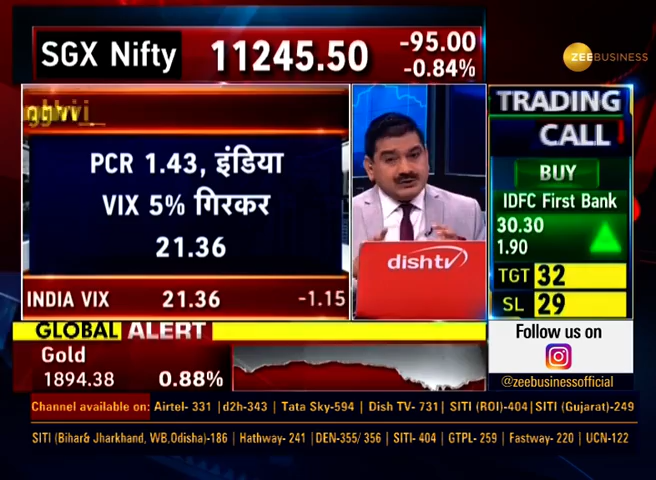 SGX Nifty 11245.50 -95.00
-0.84%
ZEE BUSINESS
PCR 1.43, इंडिया
VIX 5% गिरकर
21.36
INDIA VIX 21.36 -1.15
dishtv
TRADING
CALL
BUY
IDFC First Bank
30.30
1.90
TGT 32
SL 29
GLOBAL ALERT
Gold
1894.38 0.88%
Follow us on
@zeebusinessofficial
Channel available on: Airtel- 331 | d2h-343 | Tata Sky-594 | Dish TV- 731 | SITI (ROI)-404 | SITI (Gujarat)-249
SITI (Bihar& Jharkhand, WB,Odisha)-186 | Hathway- 241 | DEN-355/ 356 | SITI- 404 | GTPL- 259 | Fastway- 220 | UCN-122